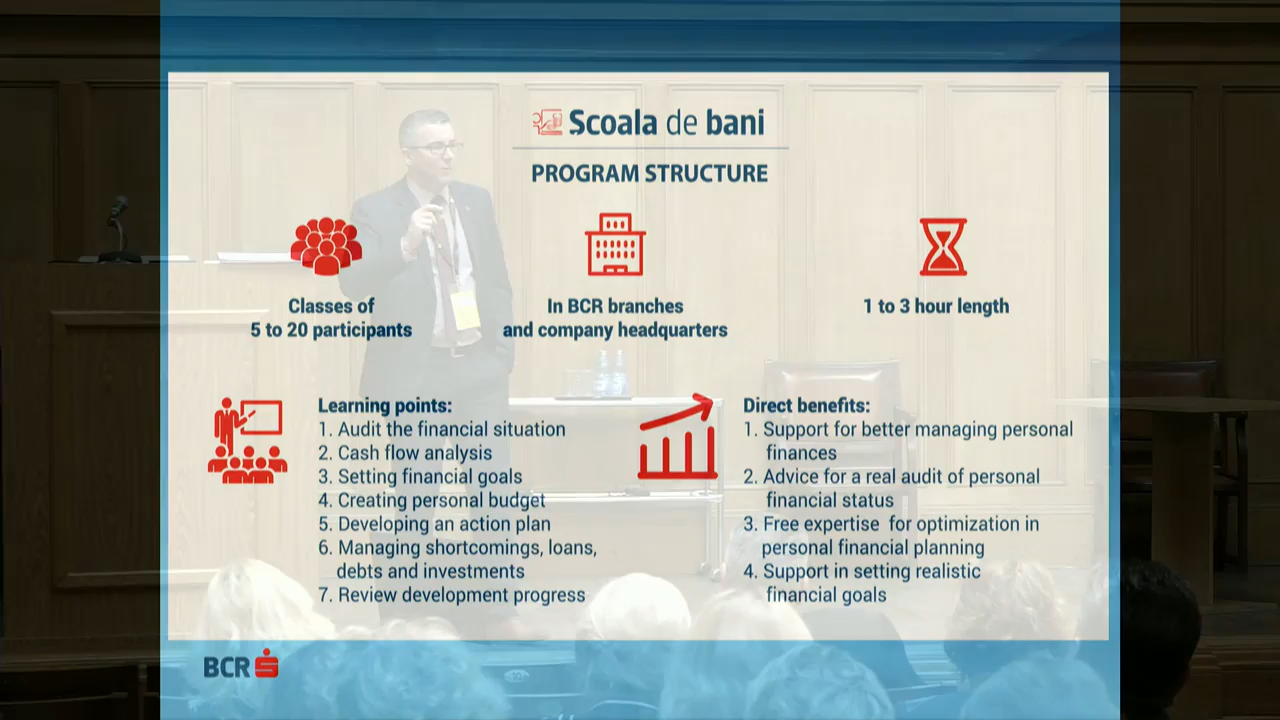 Scoala de bani
PROGRAM STRUCTURE
Classes of
5 to 20 participants
In BCR branches
and company headquarters
1 to 3 hour length
Learning points:
1. Audit the financial situation
2. Cash flow analysis
3. Setting financial goals
4. Creating personal budget
5. Developing an action plan
6. Managing shortcomings, loans,
debts and investments
7. Review development progress
Direct benefits:
1. Support for better managing personal
finances
2. Advice for a real audit of personal
financial status
3. Free expertise for optimization in
personal financial planning
4. Support in setting realistic
financial goals
BCR